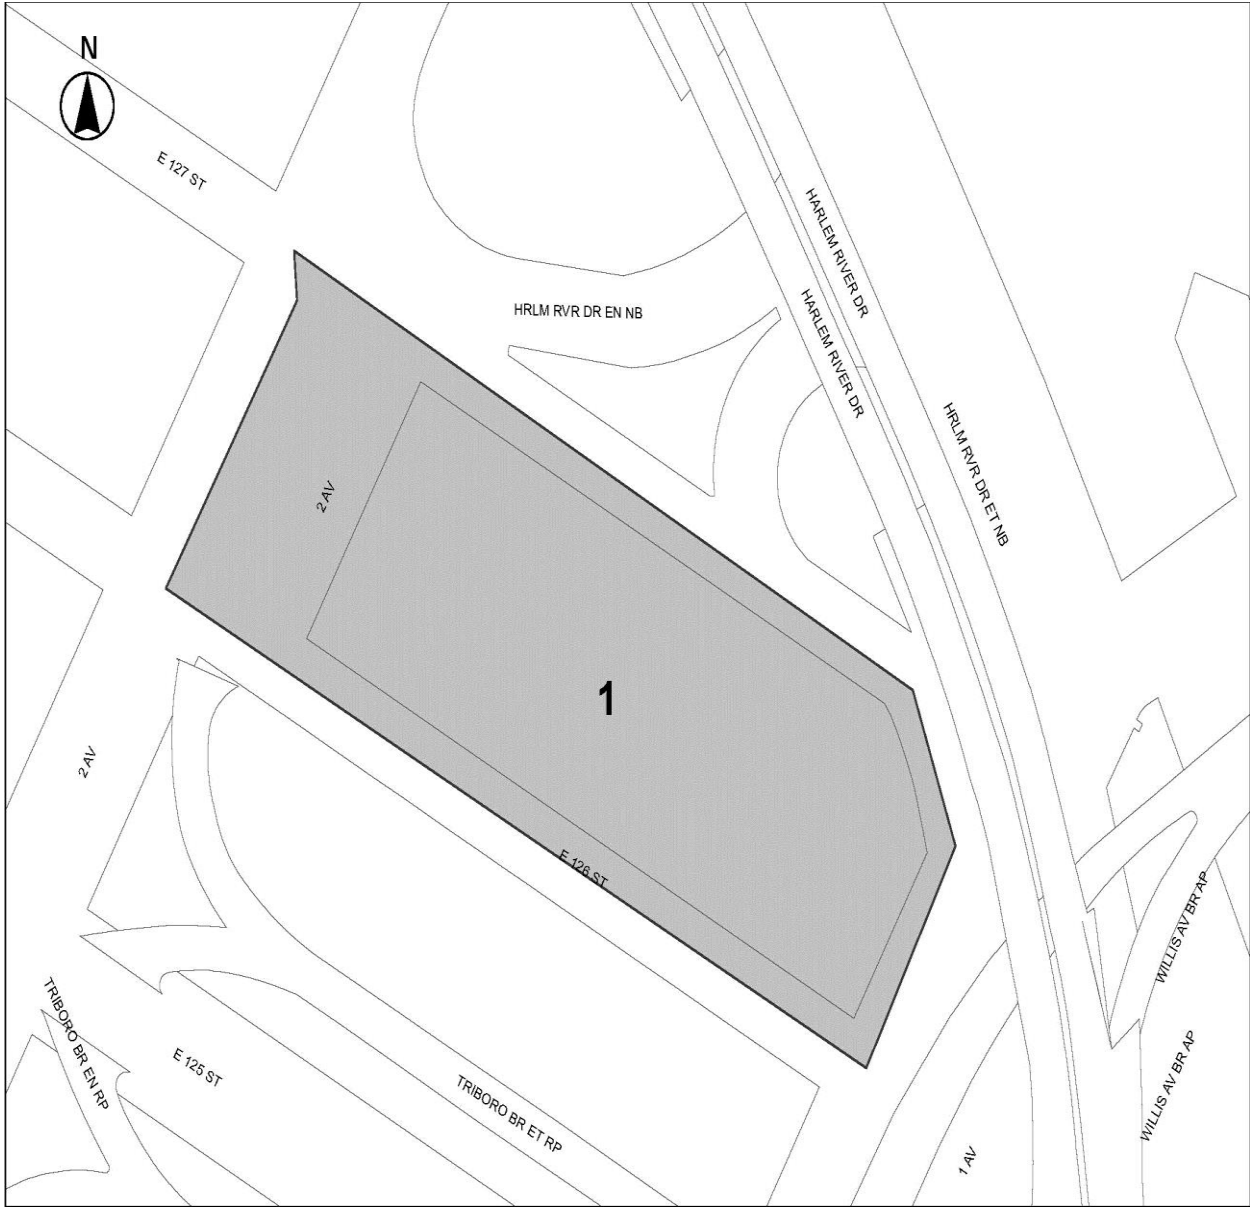 N
E 127 ST
HARLEM RIVER DR
HRLM RVR DR EN NB
HARLEM RIVER DR
HRLM RVR DR ET NB
2 AV
1
2 AV
E 126 ST
WILLIS AV BR AP
TRIBORO BR EN RP
E 125 ST
TRIBORO BR ET RP
WILLIS AV BR AP
1 AV